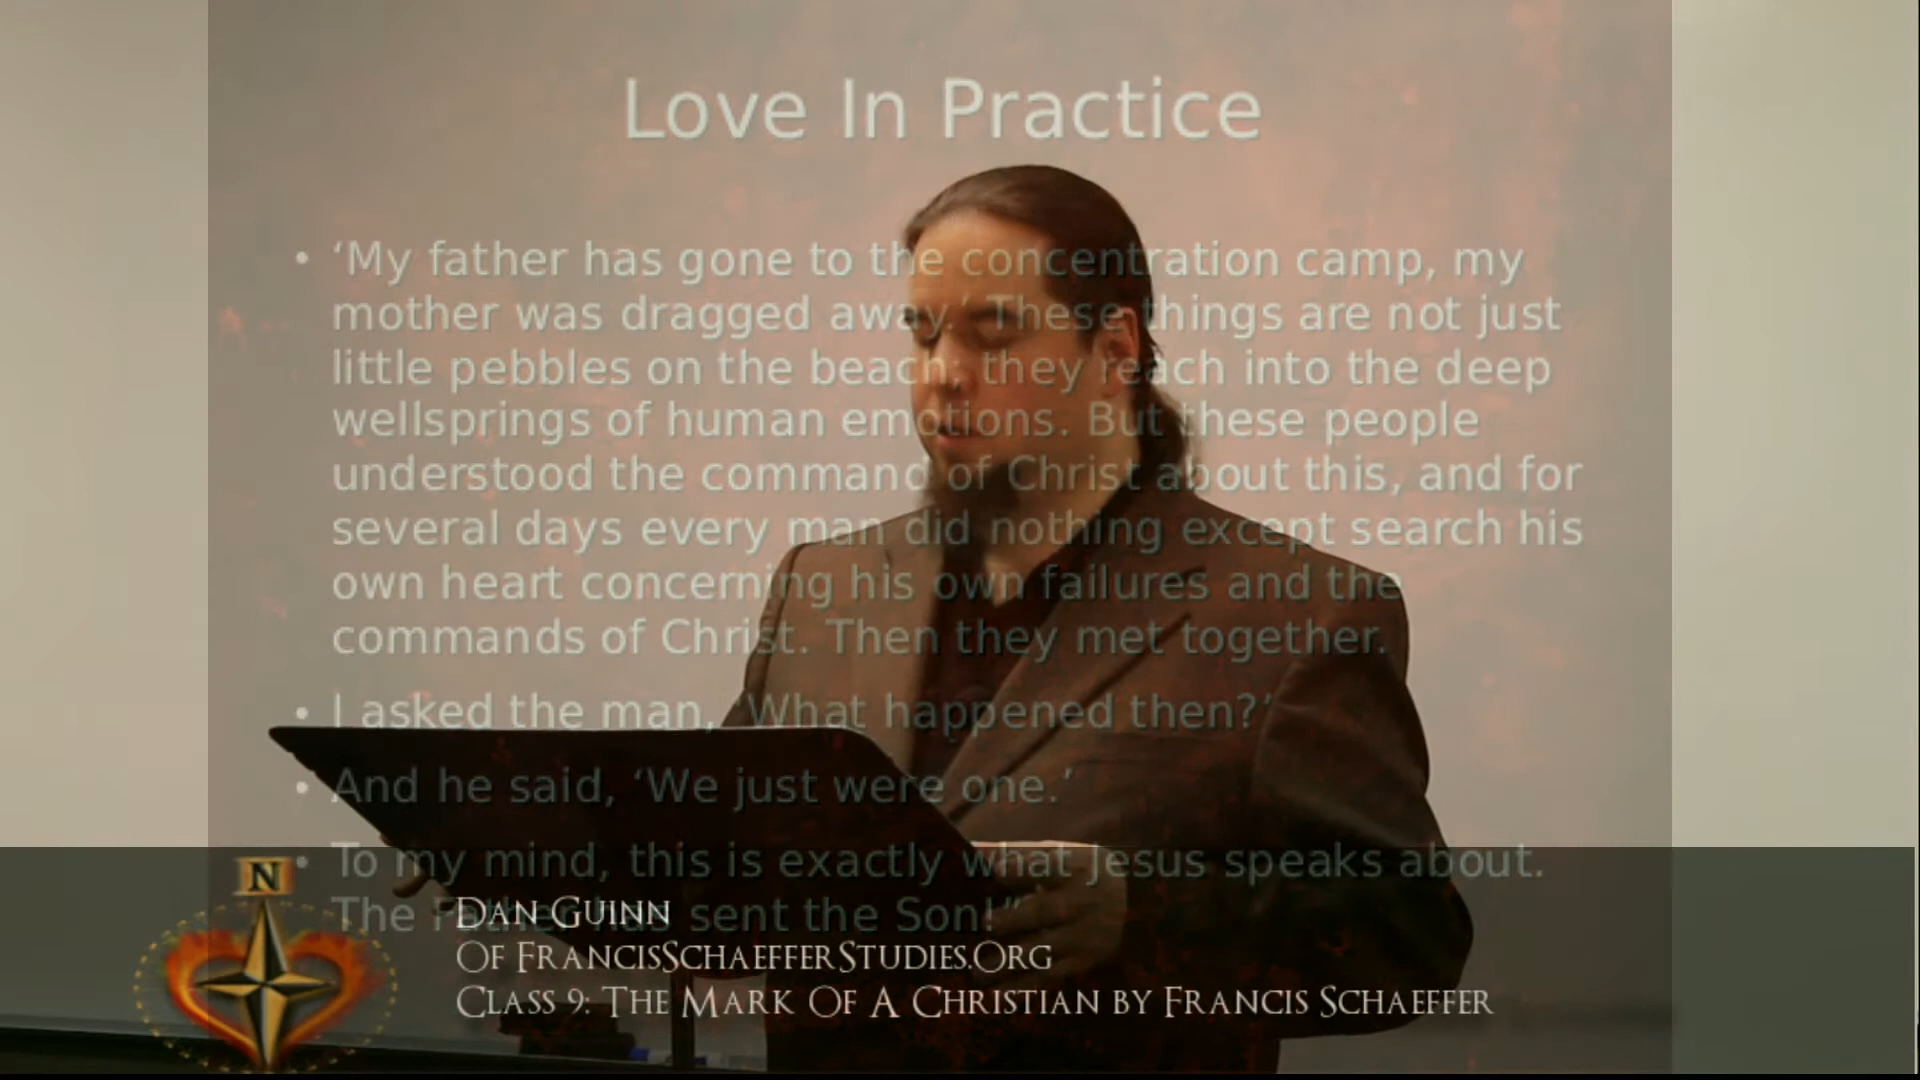 Love In Practice
• ‘My father has gone to the concentration camp, my
mother was dragged away.’ These things are not just
little pebbles on the beach; they reach into the deep
wellsprings of human emotions. But these people
understood the command of Christ about this, and for
several days every man did nothing except search his
own heart concerning his own failures and the
commands of Christ. Then they met together.
• I asked the man, ‘What happened then?’
• And he said, ‘We just were one.’
• To my mind, this is exactly what Jesus speaks about.
The Father has sent the Son!”
N
Dan Guinn
Of FrancisSchaefferStudies.Org
Class 9: The Mark Of A Christian by Francis Schaeffer